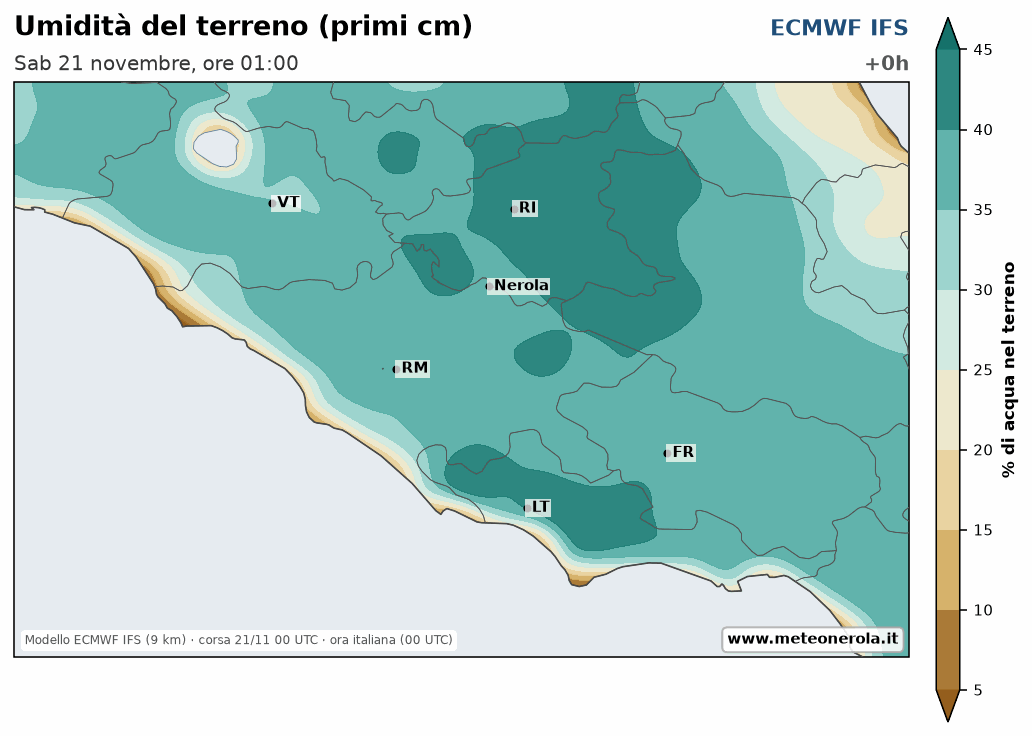 Umidità del terreno (primi cm)
ECMWF IFS
Sab 21 novembre, ore 01:00
+0h
45
40
35
30
25
20
15
10
5
% di acqua nel terreno
VT
RI
Nerola
RM
FR
LT
Modello ECMWF IFS (9 km) · corsa 21/11 00 UTC · ora italiana (00 UTC)
www.meteonerola.it